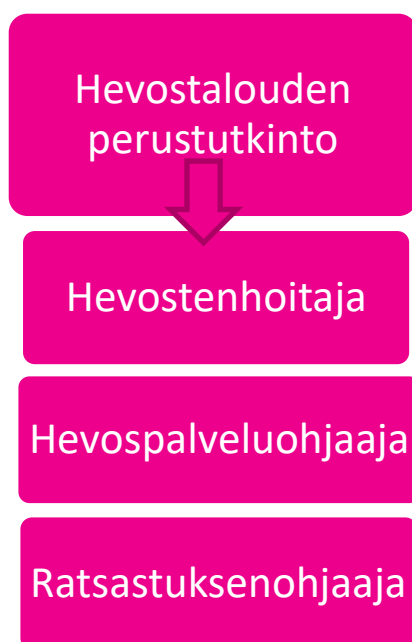 Hevostalouden
perustutkinto
Hevostenhoitaja
Hevospalveluohjaaja
Ratsastuksenohjaaja